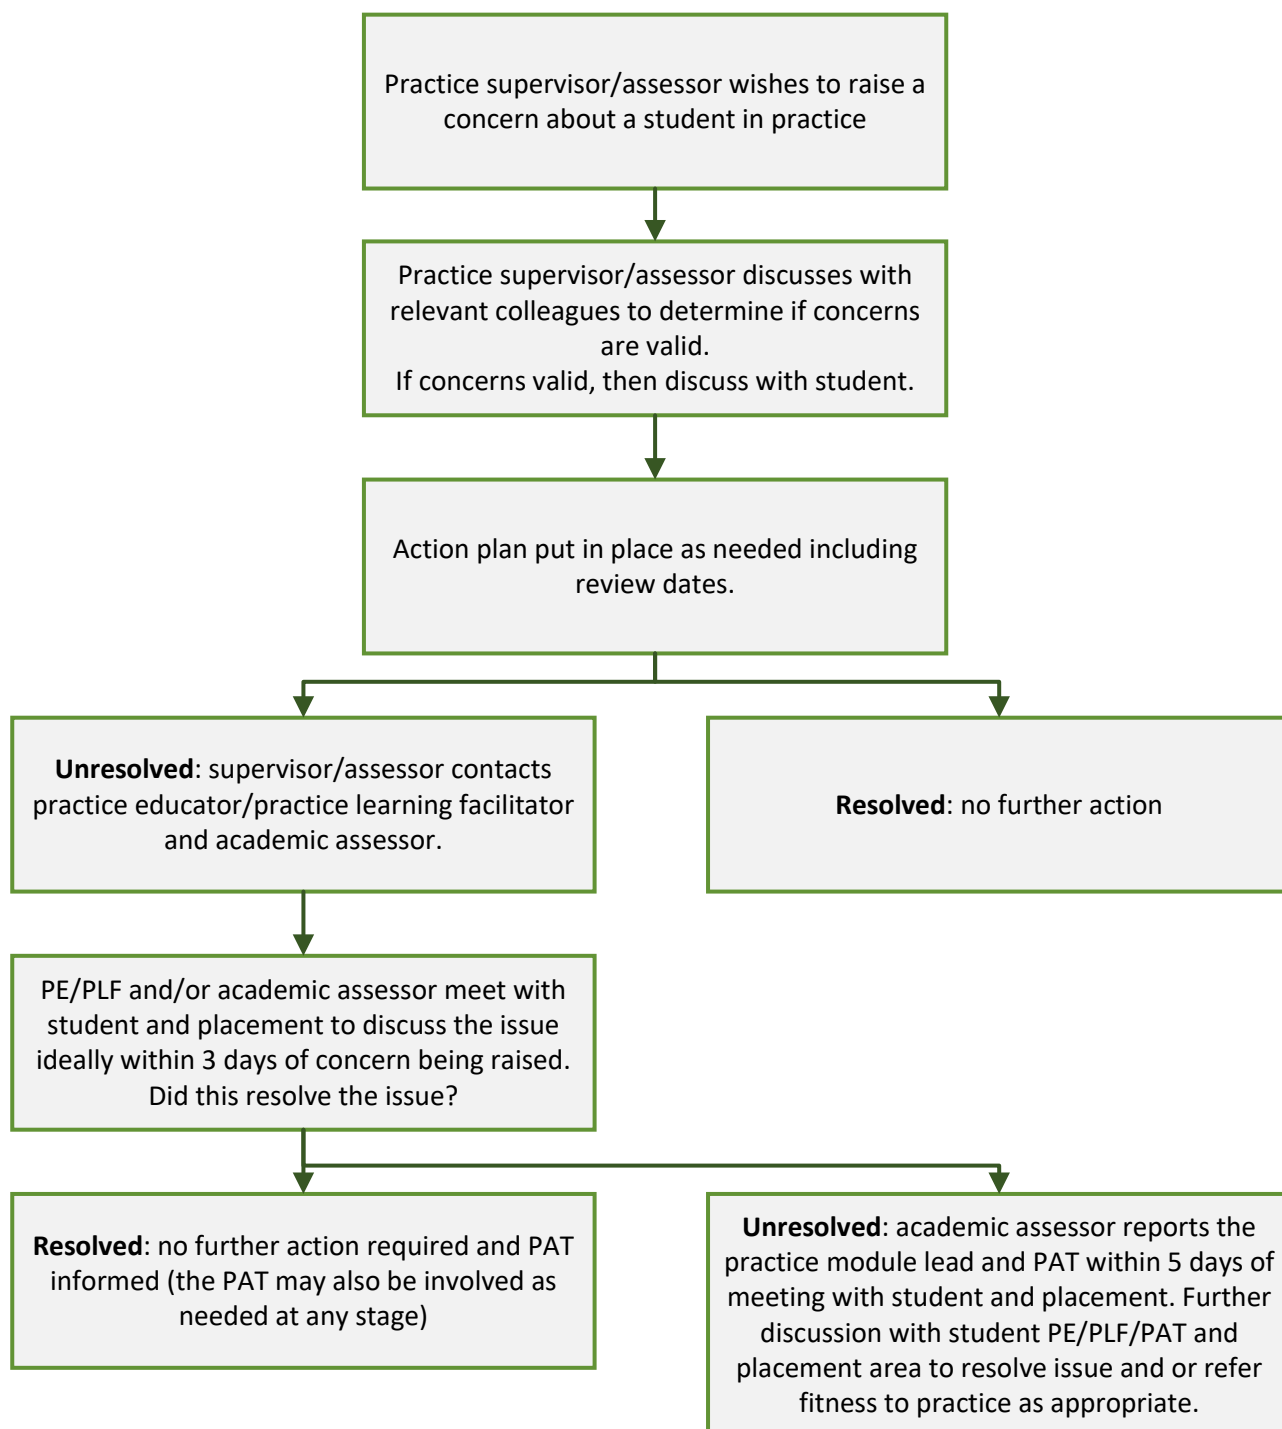 Practice supervisor/assessor wishes to raise a
concern about a student in practice
Practice supervisor/assessor discusses with
relevant colleagues to determine if concerns
are valid.
If concerns valid, then discuss with student.
Action plan put in place as needed including
review dates.
Unresolved: supervisor/assessor contacts
practice educator/practice learning facilitator
and academic assessor.
Resolved: no further action
PE/PLF and/or academic assessor meet with
student and placement to discuss the issue
ideally within 3 days of concern being raised.
Did this resolve the issue?
Resolved: no further action required and PAT
informed (the PAT may also be involved as
needed at any stage)
Unresolved: academic assessor reports the
practice module lead and PAT within 5 days of
meeting with student and placement. Further
discussion with student PE/PLF/PAT and
placement area to resolve issue and or refer
fitness to practice as appropriate.